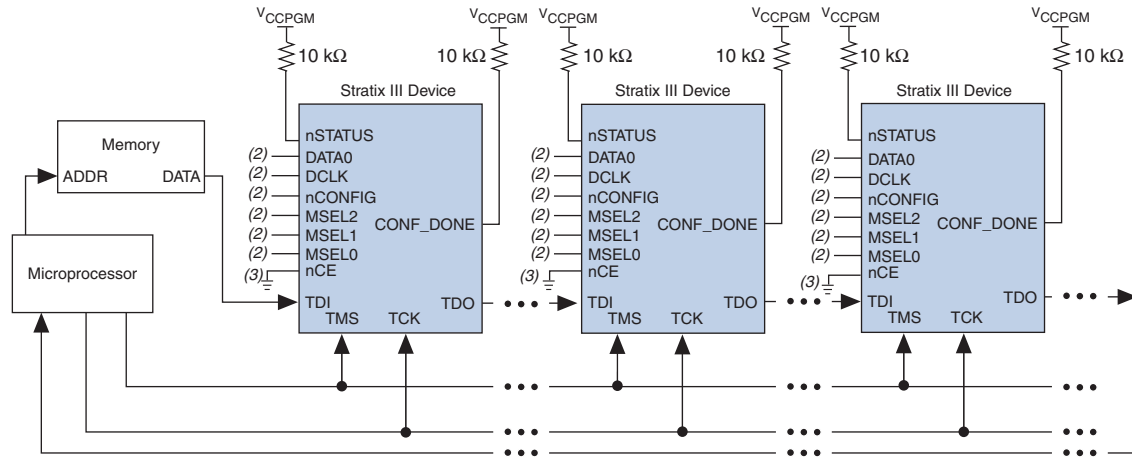 VCCPGM VCCPGM VCCPGM VCCPGM VCCPGM VCCPGM
10 kΩ 10 kΩ 10 kΩ 10 kΩ 10 kΩ 10 kΩ
Stratix III Device Stratix III Device Stratix III Device
Memory
ADDR DATA
Microprocessor
nSTATUS
(2) DATA0
(2) DCLK
(2) nCONFIG
(2) MSEL2
(2) MSEL1
(2) MSEL0
(3) nCE
CONF_DONE
TDI TDO
TMS TCK
nSTATUS
(2) DATA0
(2) DCLK
(2) nCONFIG
(2) MSEL2
(2) MSEL1
(2) MSEL0
(3) nCE
CONF_DONE
TDI TDO
TMS TCK
nSTATUS
(2) DATA0
(2) DCLK
(2) nCONFIG
(2) MSEL2
(2) MSEL1
(2) MSEL0
(3) nCE
CONF_DONE
TDI TDO
TMS TCK